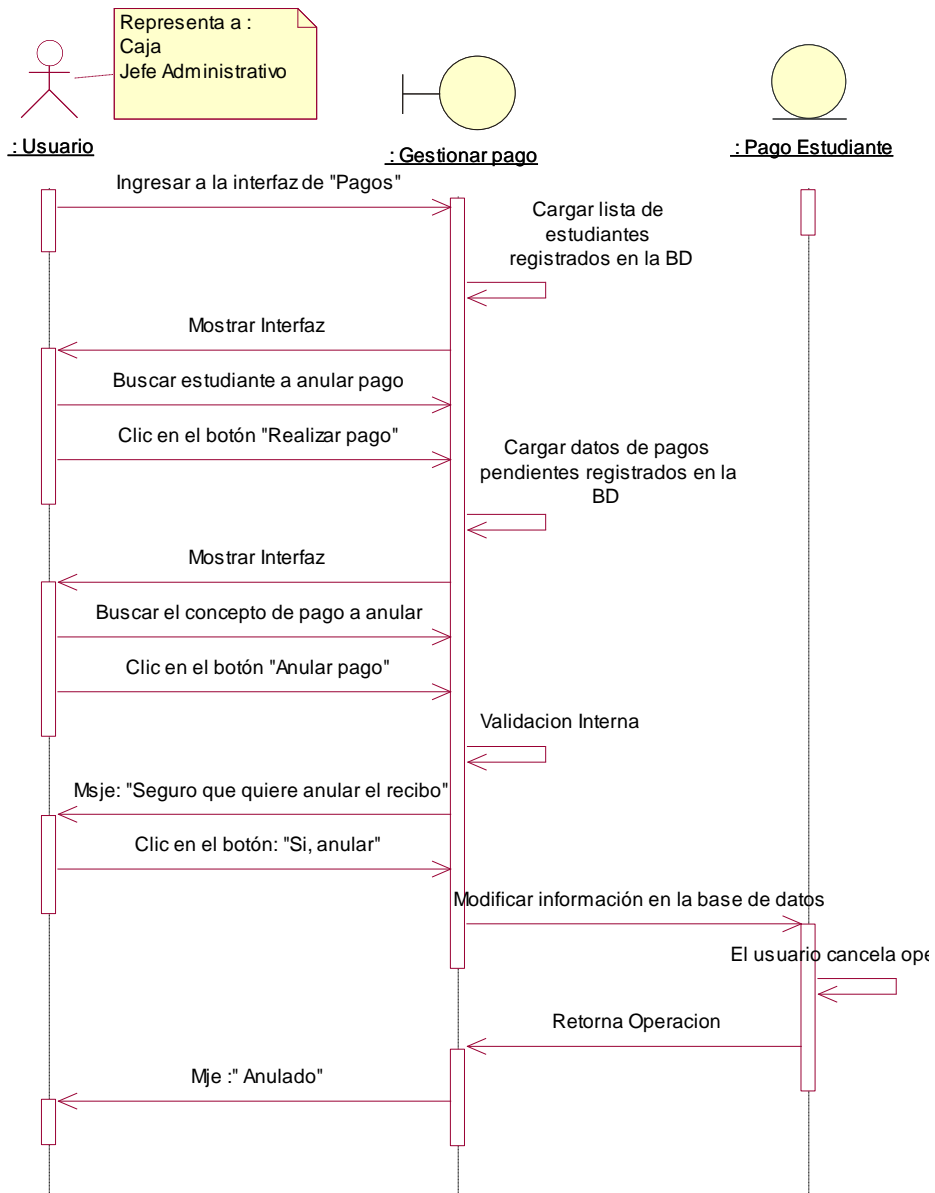 Representa a :
Caja
Jefe Administrativo
: Usuario
: Gestionar pago
: Pago Estudiante
Ingresar a la interfaz de "Pagos"
Cargar lista de
estudiantes
registrados en la BD
Mostrar Interfaz
Buscar estudiante a anular pago
Clic en el botón "Realizar pago"
Cargar datos de pagos
pendientes registrados en la
BD
Mostrar Interfaz
Buscar el concepto de pago a anular
Clic en el botón "Anular pago"
Validacion Interna
Msje: "Seguro que quiere anular el recibo"
Clic en el botón: "Si, anular"
Modificar información en la base de datos
El usuario cancela ope
Retorna Operacion
Mje :" Anulado"